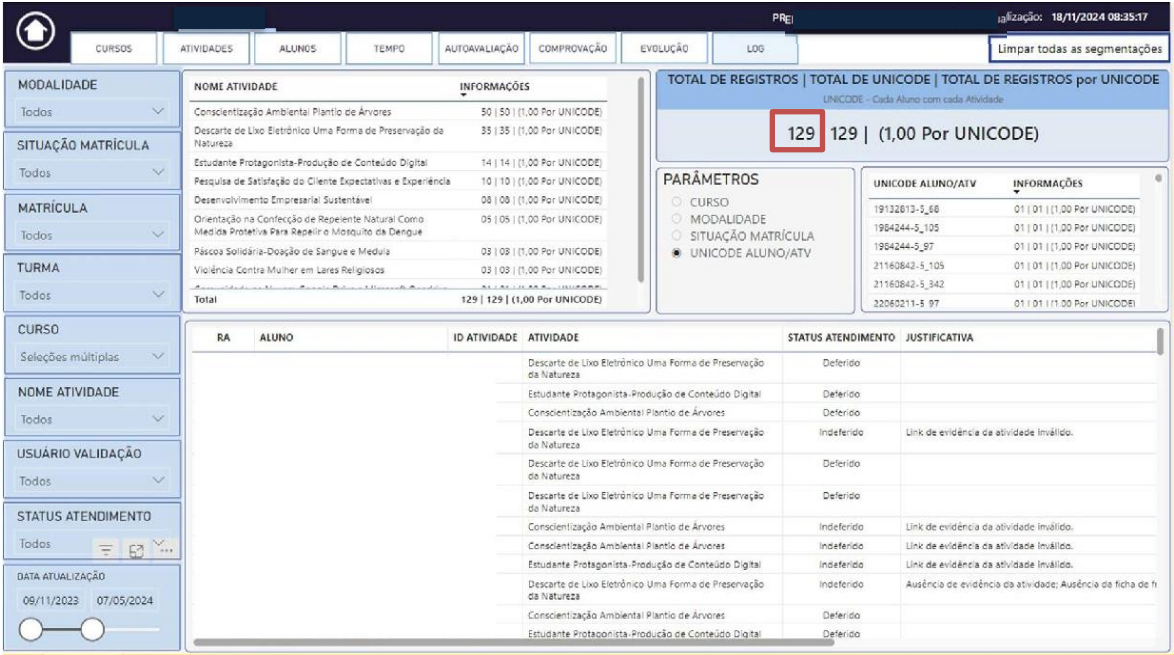 PRE
ualização: 18/11/2024 08:35:17
CURSOS
ATIVIDADES
ALUNOS
TEMPO
AUTOAVALIAÇÃO
COMPROVAÇÃO
EVOLUÇÃO
LOG
Limpar todas as segmentações
MODALIDADE
Todos
SITUAÇÃO MATRÍCULA
Todos
MATRÍCULA
Todos
TURMA
Todos
CURSO
Seleções múltiplas
NOME ATIVIDADE
Todos
USUÁRIO VALIDAÇÃO
Todos
STATUS ATENDIMENTO
Todos
DATA ATUALIZAÇÃO
09/11/2023 07/05/2024
NOME ATIVIDADE INFORMAÇÕES
Conscientização Ambiental Plantio de Árvores 50 | 50 | (1,00 Por UNICODE)
Descarte de Lixo Eletrônico Uma Forma de Preservação da 35 | 35 | (1,00 Por UNICODE)
Natureza
Estudante Protagonista-Produção de Conteúdo Digital 14 | 14 | (1,00 Por UNICODE)
Pesquisa de Satisfação do Cliente Expectativas e Experiência 10 | 10 | (1,00 Por UNICODE)
Desenvolvimento Empresarial Sustentável 08 | 08 | (1,00 Por UNICODE)
Orientação na Confecção de Repelente Natural Como 05 | 05 | (1,00 Por UNICODE)
Medida Protetiva Para Repelir o Mosquito da Dengue
Páscoa Solidária-Doação de Sangue e Medula 03 | 03 | (1,00 Por UNICODE)
Violência Contra Mulher em Lares Religiosos 03 | 03 | (1,00 Por UNICODE)
Total 129 | 129 | (1,00 Por UNICODE)
TOTAL DE REGISTROS | TOTAL DE UNICODE | TOTAL DE REGISTROS por UNICODE
UNICODE - Cada Aluno com cada Atividade
129 129 | (1,00 Por UNICODE)
PARÂMETROS
CURSO
MODALIDADE
SITUAÇÃO MATRÍCULA
UNICODE ALUNO/ATV
UNICODE ALUNO/ATV INFORMAÇÕES
19132813-5_68 01 | 01 | (1,00 Por UNICODE)
1984244-5_105 01 | 01 | (1,00 Por UNICODE)
1984244-5_97 01 | 01 | (1,00 Por UNICODE)
21160842-5_105 01 | 01 | (1,00 Por UNICODE)
21160842-5_342 01 | 01 | (1,00 Por UNICODE)
22060211-5 97 01 | 01 | (1,00 Por UNICODE)
RA ALUNO ID ATIVIDADE ATIVIDADE STATUS ATENDIMENTO JUSTIFICATIVA
Descarte de Lixo Eletrônico Uma Forma de Preservação Deferido
da Natureza
Estudante Protagonista-Produção de Conteúdo Digital Deferido
Conscientização Ambiental Plantio de Árvores Deferido
Descarte de Lixo Eletrônico Uma Forma de Preservação Indeferido Link de evidência da atividade inválido.
da Natureza
Descarte de Lixo Eletrônico Uma Forma de Preservação Deferido
da Natureza
Descarte de Lixo Eletrônico Uma Forma de Preservação Deferido
da Natureza
Conscientização Ambiental Plantio de Árvores Indeferido Link de evidência da atividade inválido.
Conscientização Ambiental Plantio de Árvores Indeferido Link de evidência da atividade inválido.
Estudante Protagonista-Produção de Conteúdo Digital Indeferido Link de evidência da atividade inválido.
Descarte de Lixo Eletrônico Uma Forma de Preservação Indeferido Ausência de evidência da atividade; Ausência da ficha de fr
da Natureza
Conscientização Ambiental Plantio de Árvores Deferido
Estudante Protagonista-Produção de Conteúdo Digital Deferido